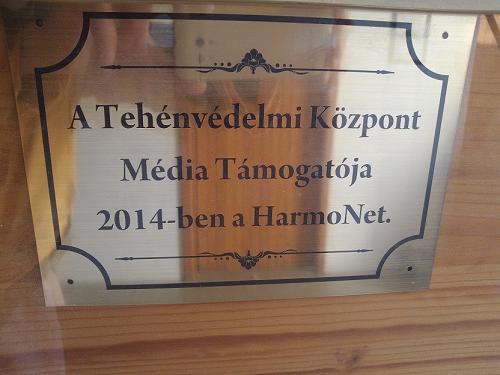 A Tehénvédelmi Központ
Média Támogatója
2014-ben a HarmoNet.